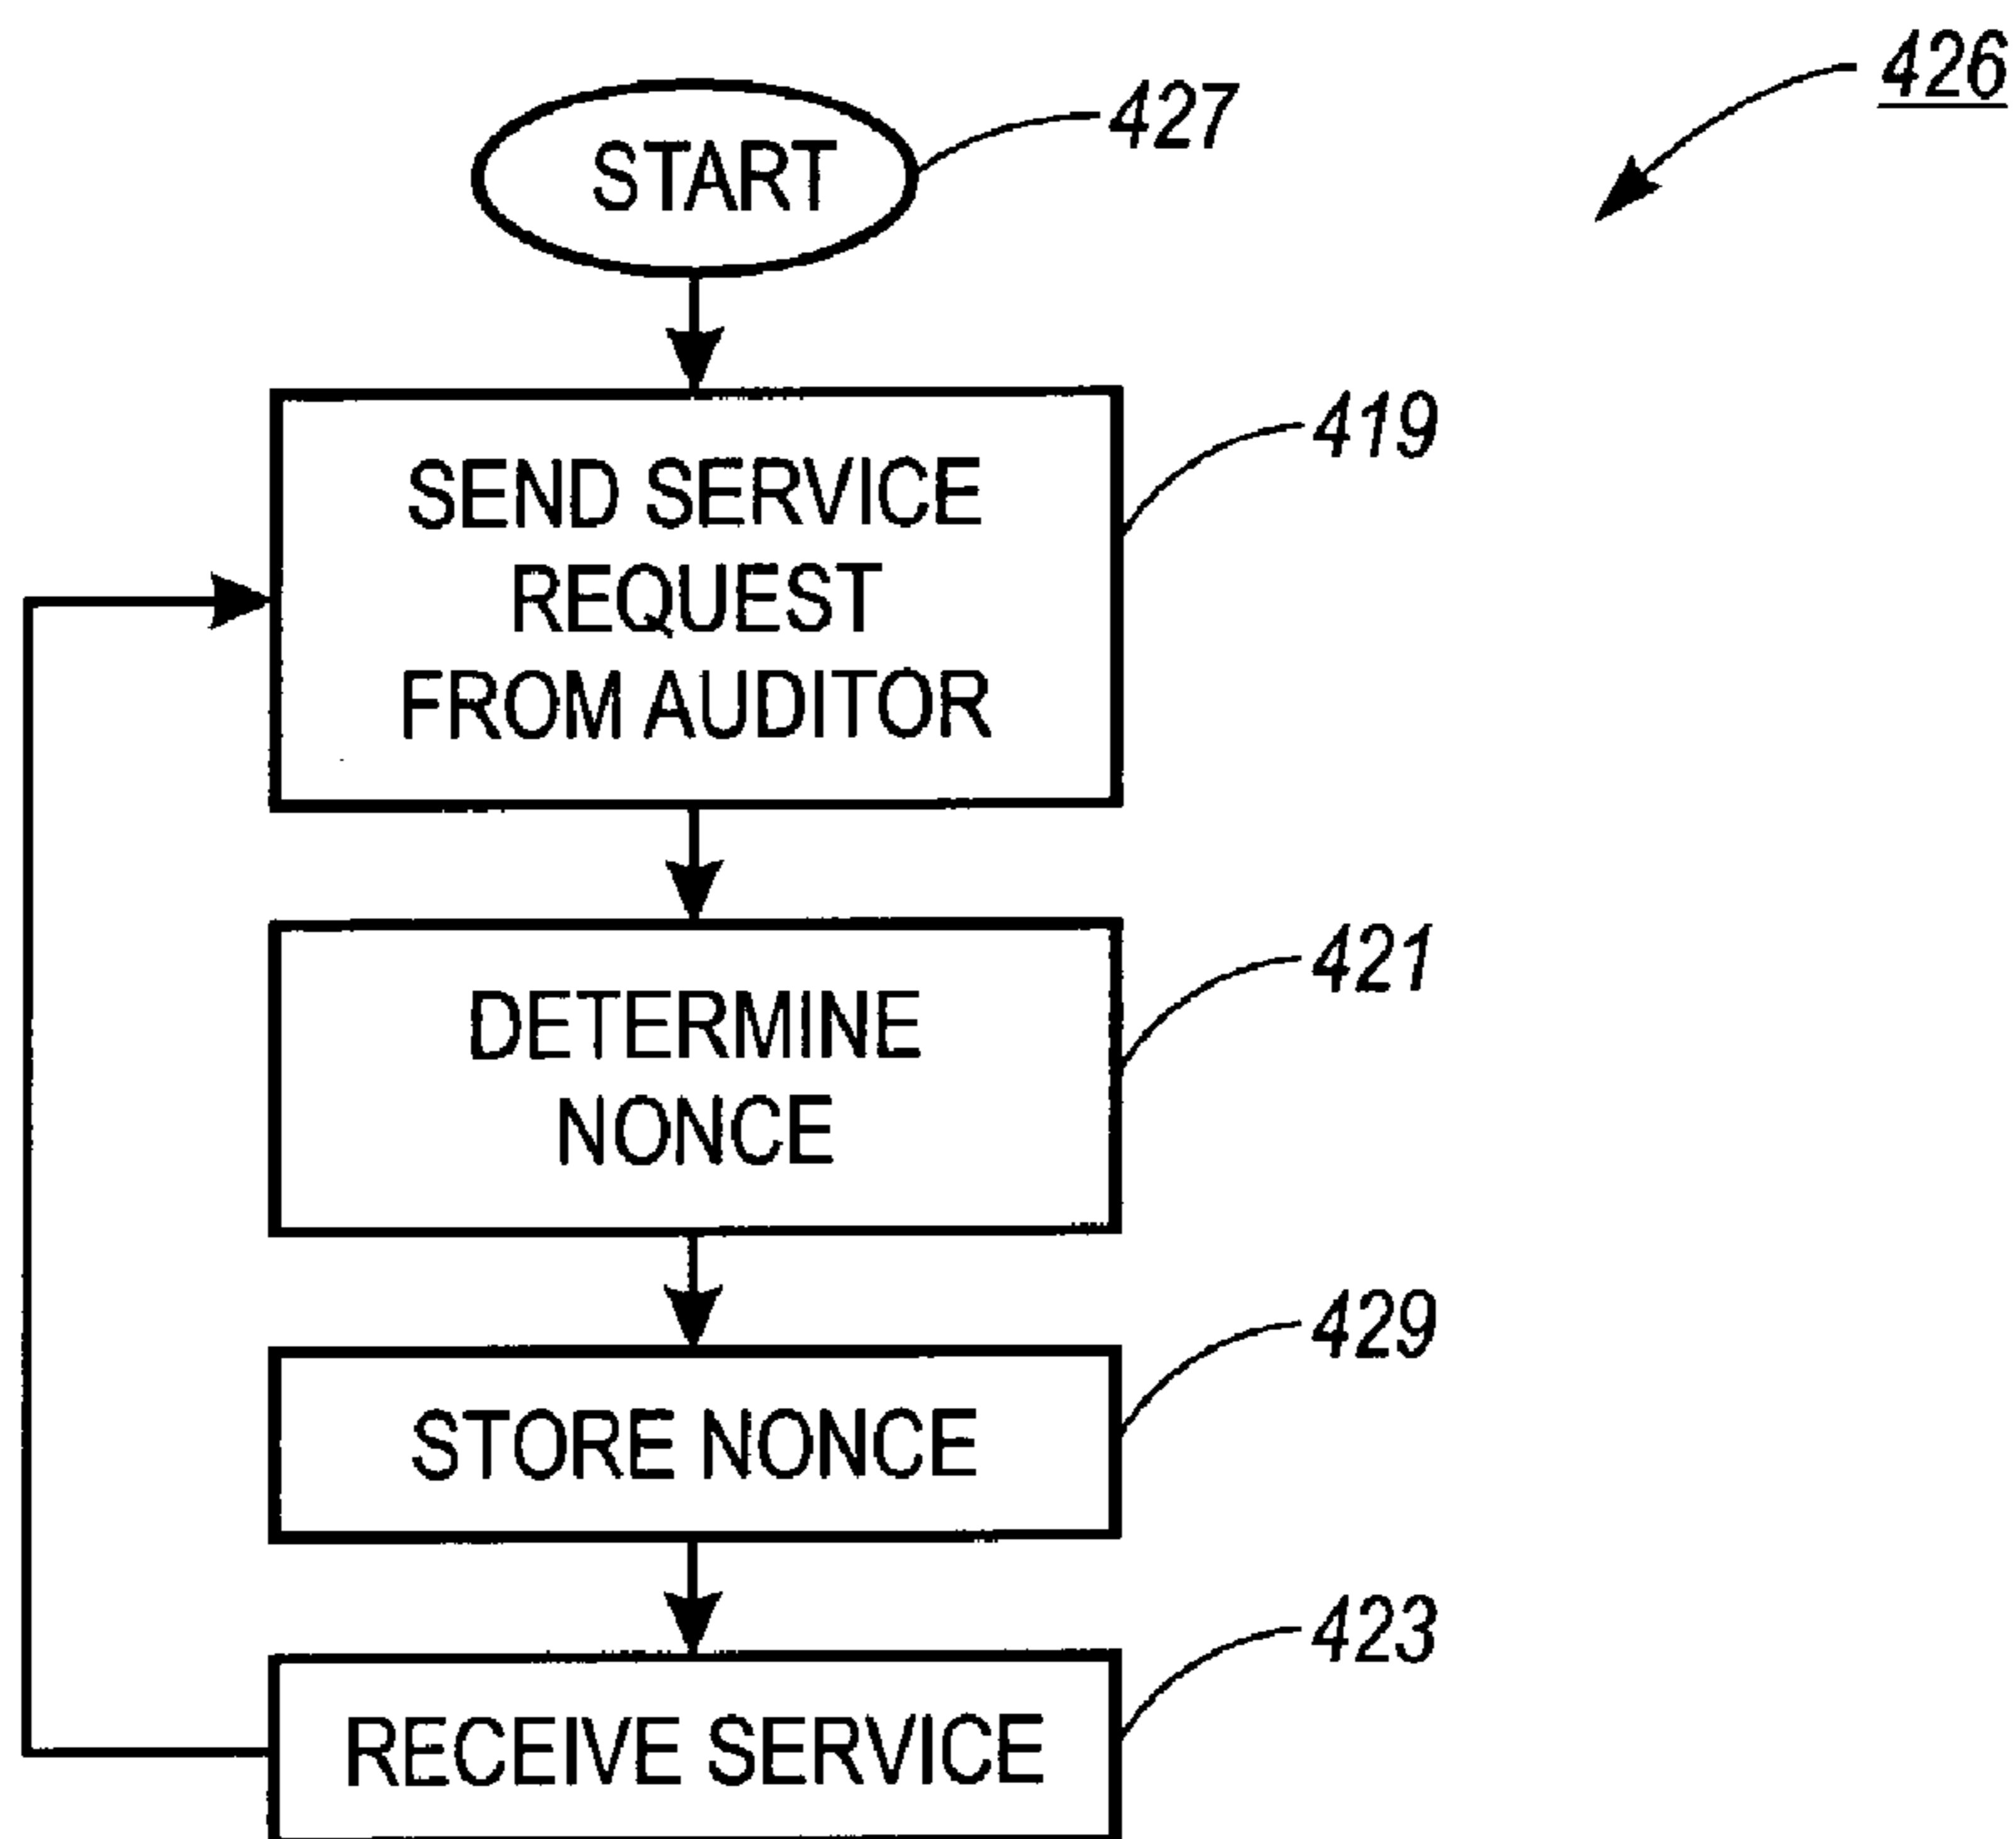 426
START
427
SEND SERVICE
REQUEST
FROM AUDITOR
419
DETERMINE
NONCE
421
STORE NONCE
429
RECEIVE SERVICE
423